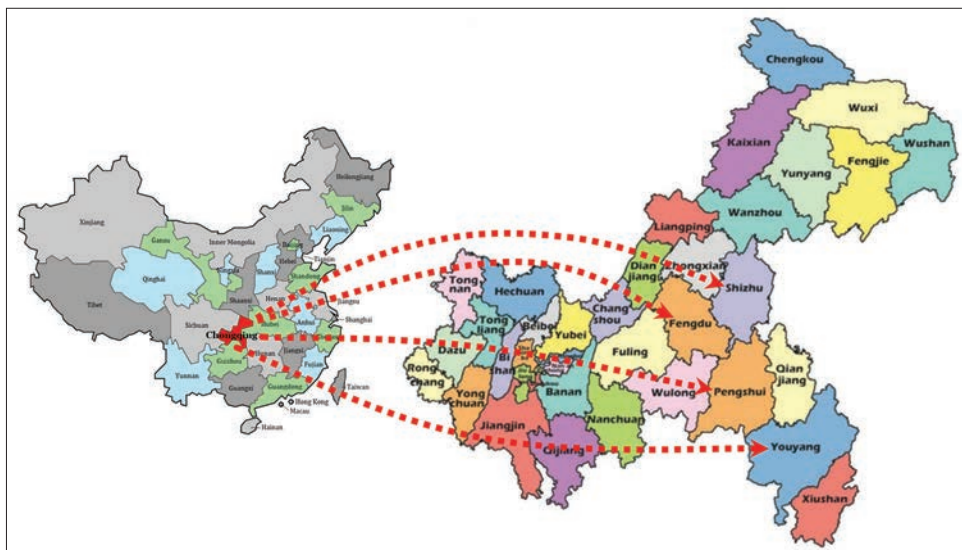 Heilongjiang
Jilin
Liaoning
Xinjiang
Inner Mongolia
Gansu
Hebei
Tianjin
Shanxi
Shandong
Qinghai
Shaanxi
Henan
Jiangsu
Tibet
Shanghai
Sichuan
Hubei
Anhui
Chongqing
Hunan
Jiangxi
Guizhou
Fujian
Yunnan
Guangxi
Guangdong
Taiwan
Hong Kong
Macau
Hainan
Chengkou
Wuxi
Kaixian
Wushan
Yunyang
Fengjie
Wanzhou
Liangping
Zhongxian
Dian
jiang
Shizhu
Tong
nan
Hechuan
Chang
shou
Fengdu
Tong
liang
Beibei
Yubei
Dazu
Bi
shan
Fuling
Rong
chang
Qian
jiang
Yong
chuan
Banan
Wulong
Pengshui
Jiangjin
Nanchuan
Qijiang
Youyang
Xiushan